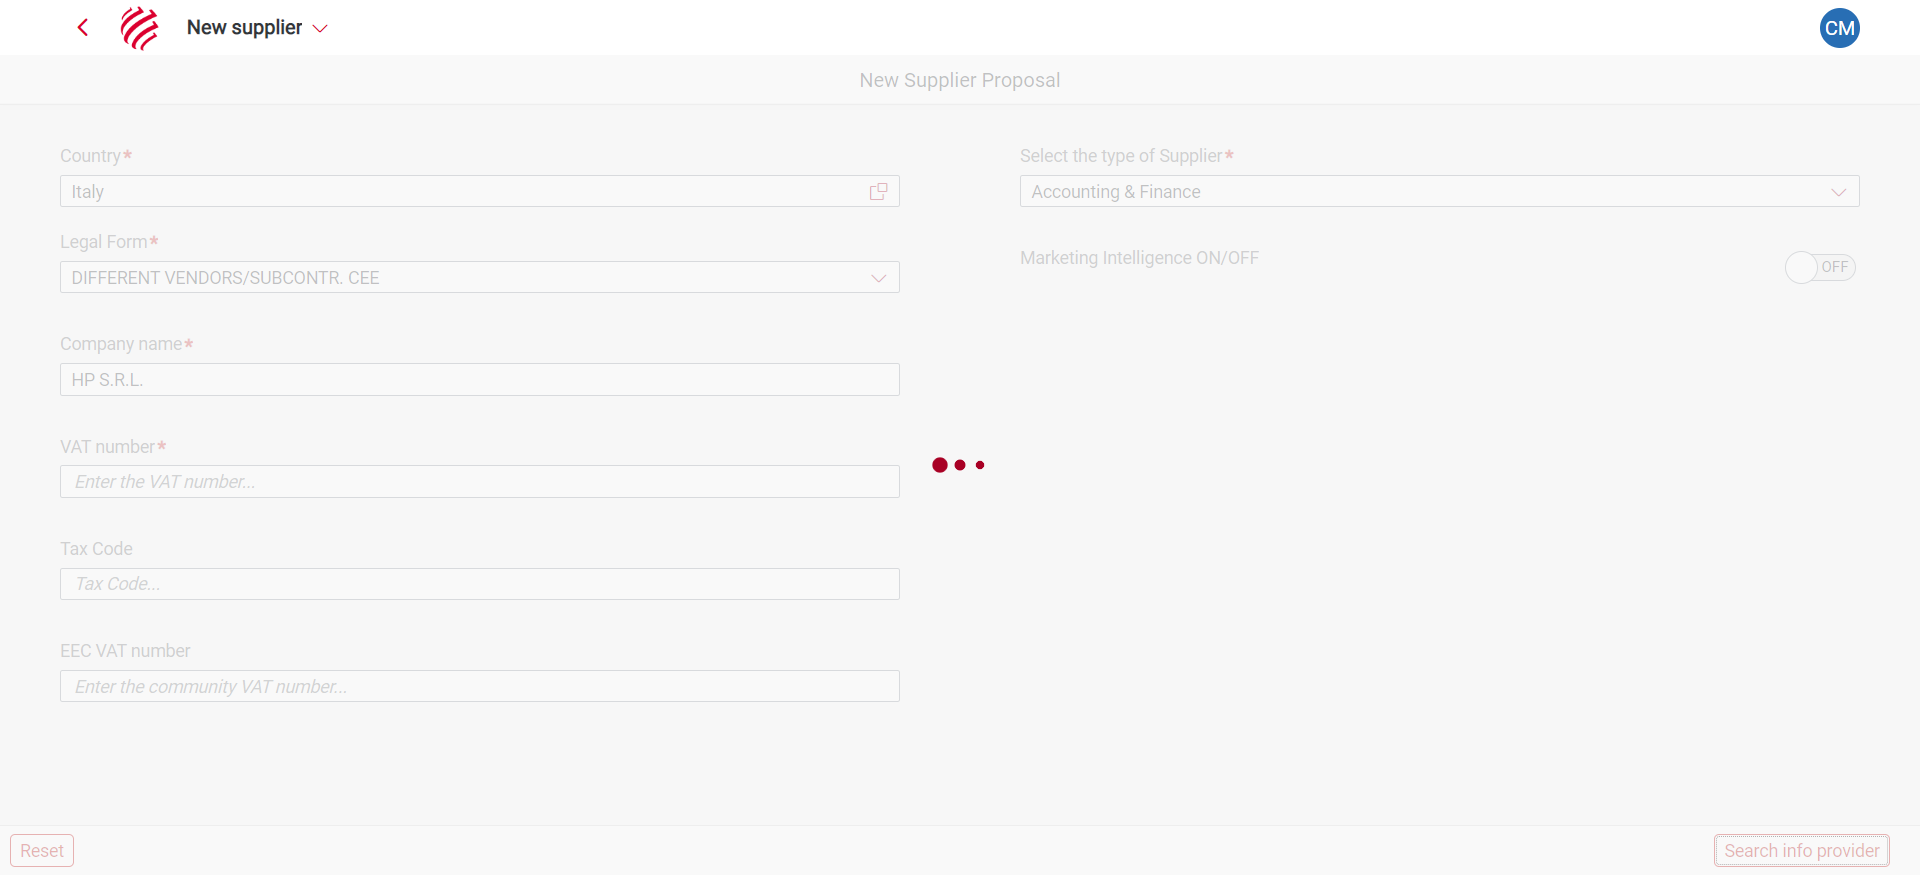 New supplier
CM
New Supplier Proposal
Country*
Italy
Legal Form*
DIFFERENT VENDORS/SUBCONTR. CEE
Company name*
HP S.R.L.
VAT number*
Enter the VAT number...
Tax Code
Tax Code...
EEC VAT number
Enter the community VAT number...
Select the type of Supplier*
Accounting & Finance
Marketing Intelligence ON/OFF
OFF
Reset
Search info provider